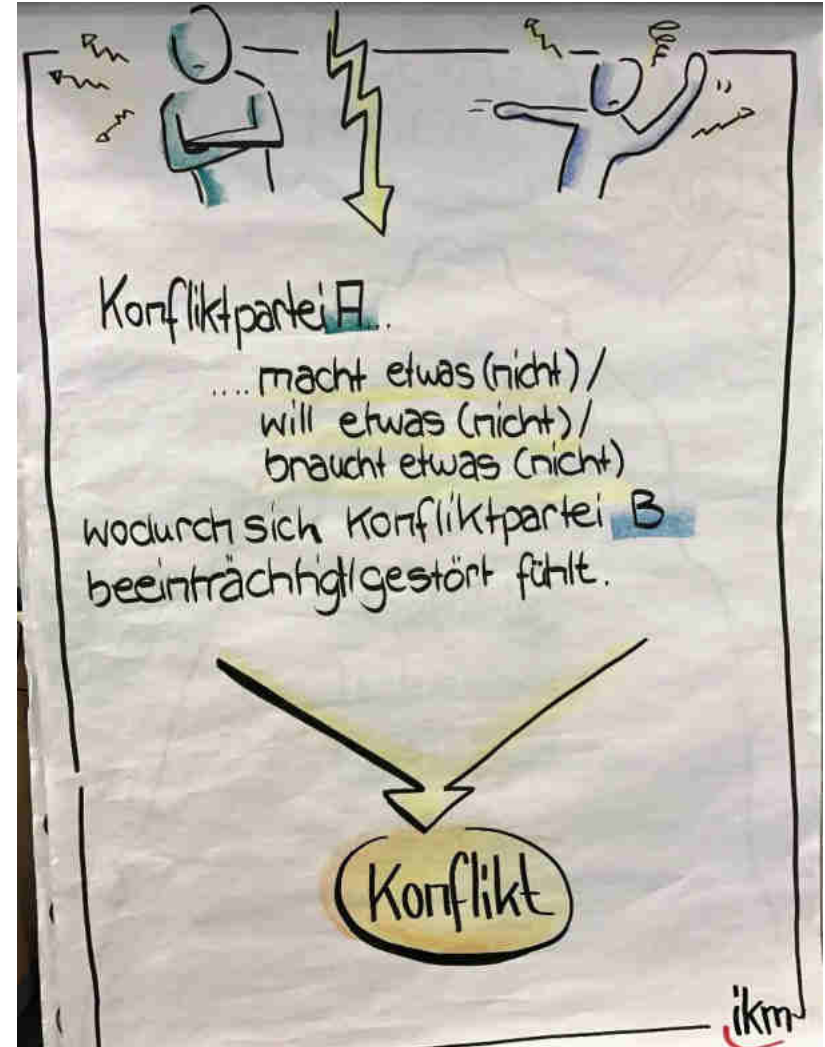 Konfliktpartei A...
.... macht etwas (nicht) /
will etwas (nicht) /
braucht etwas (nicht)
wodurch sich Konfliktpartei B
beeinträchtigt/gestört fühlt.
Konflikt
ikm